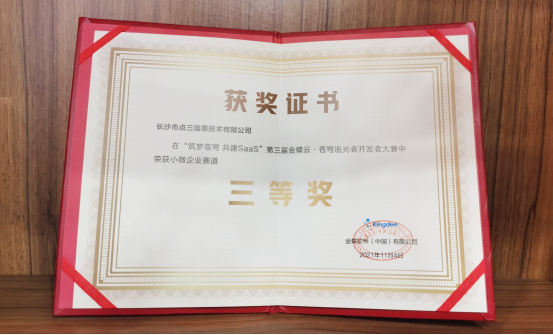 获奖证书
长沙市点三信息技术有限公司
在“筑梦苍穹 共建SaaS”第三届金蝶云·苍穹追光者开发者大赛中
荣获小微企业赛道
三等奖
Kingdee
金蝶软件（中国）有限公司
2021年11月4日